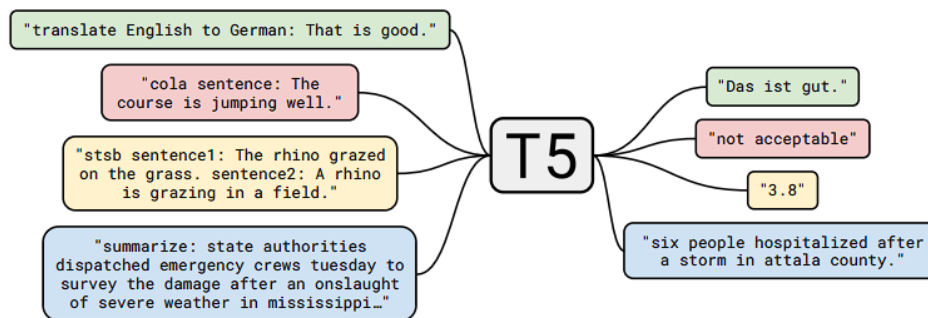 "translate English to German: That is good."
"cola sentence: The
course is jumping well."
"stsb sentence1: The rhino grazed
on the grass. sentence2: A rhino
is grazing in a field."
"summarize: state authorities
dispatched emergency crews tuesday to
survey the damage after an onslaught
of severe weather in mississippi…"
T5
"Das ist gut."
"not acceptable"
"3.8"
"six people hospitalized after
a storm in attala county."